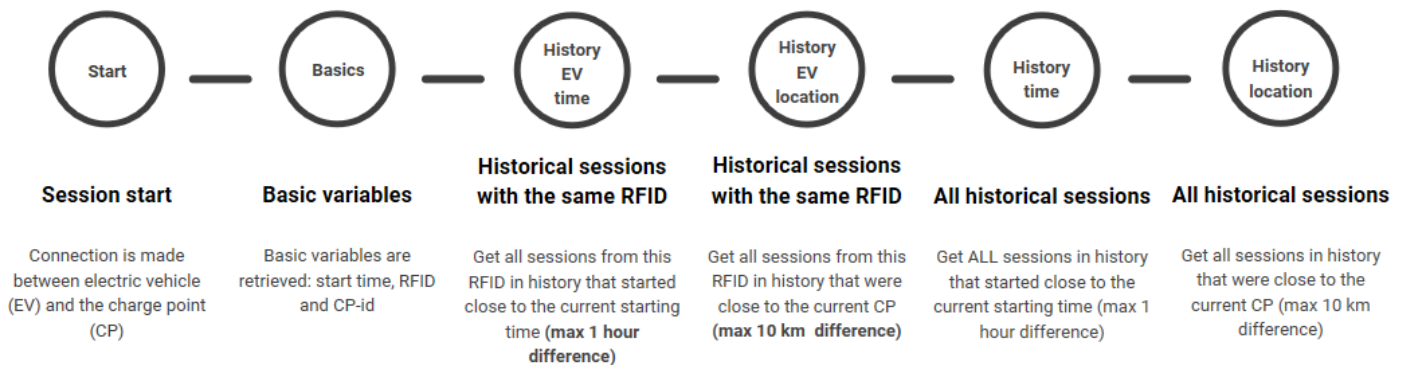 Start
Basics
History
EV
time
History
EV
location
History
time
History
location
Session start
Basic variables
Historical sessions
with the same RFID
Historical sessions
with the same RFID
All historical sessions
All historical sessions
Connection is made
between electric vehicle
(EV) and the charge point
(CP)
Basic variables are
retrieved: start time, RFID
and CP-id
Get all sessions from this
RFID in history that started
close to the current starting
time (max 1 hour
difference)
Get all sessions from this
RFID in history that were
close to the current CP
(max 10 km difference)
Get ALL sessions in history
that started close to the
current starting time (max 1
hour difference)
Get all sessions in history
that were close to the
current CP (max 10 km
difference)